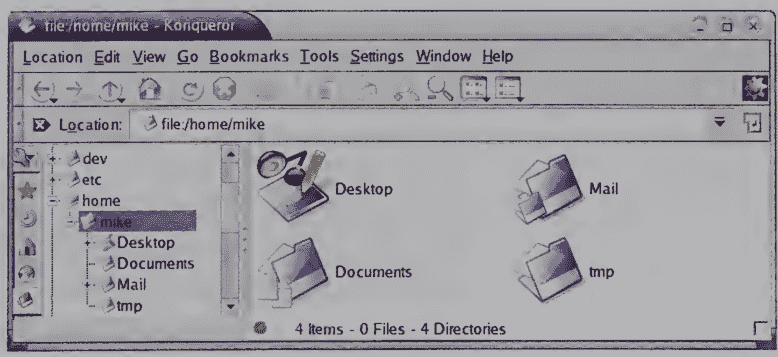 file:/home/mike - Konqueror
Location Edit View Go Bookmarks Tools Settings Window Help
Location: file:/home/mike
dev
etc
home
mike
Desktop
Documents
Mail
tmp
Desktop
Mail
Documents
tmp
4 Items - 0 Files - 4 Directories